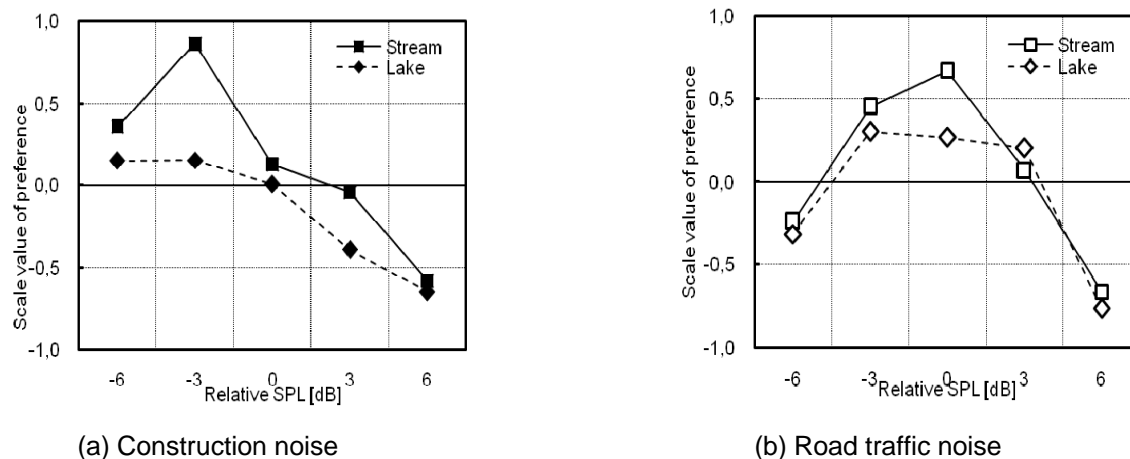 1,0
0,5
0,0
-0,5
-1,0
Scale value of preference
Stream
Lake
-6 -3 0 3 6
Relative SPL [dB]
(a) Construction noise
1,0
0,5
0,0
-0,5
-1,0
Scale value of preference
Stream
Lake
-6 -3 0 3 6
Relative SPL [dB]
(b) Road traffic noise